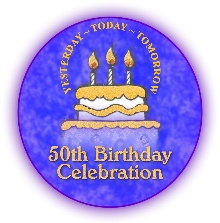 YESTERDAY ~ TODAY ~ TOMORROW
50th Birthday
Celebration